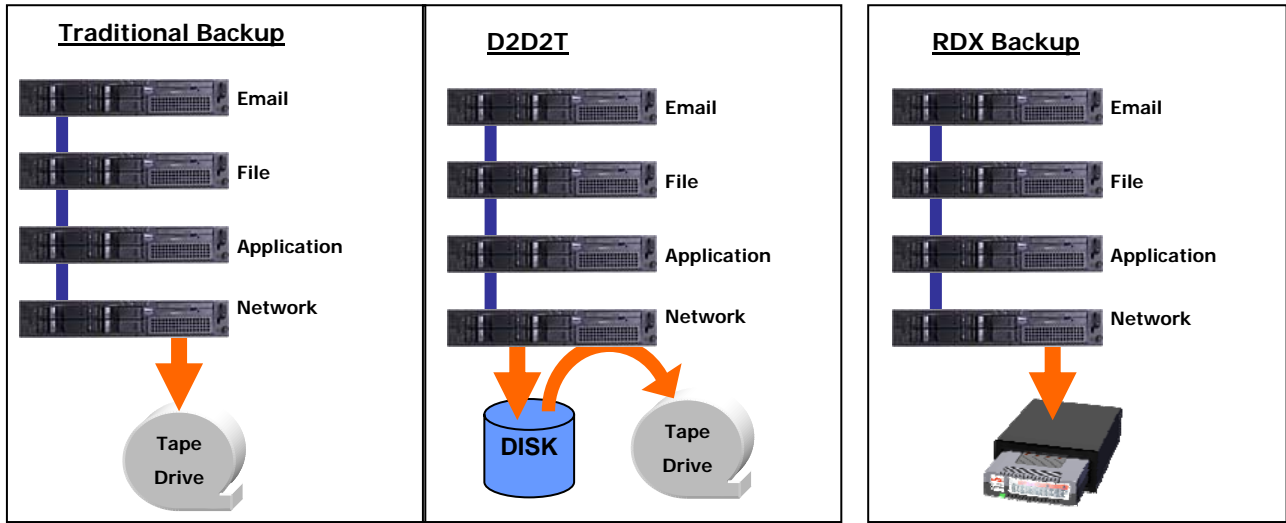 Traditional Backup
Email
File
Application
Network
Tape
Drive
D2D2T
Email
File
Application
Network
DISK
Tape
Drive
RDX Backup
Email
File
Application
Network